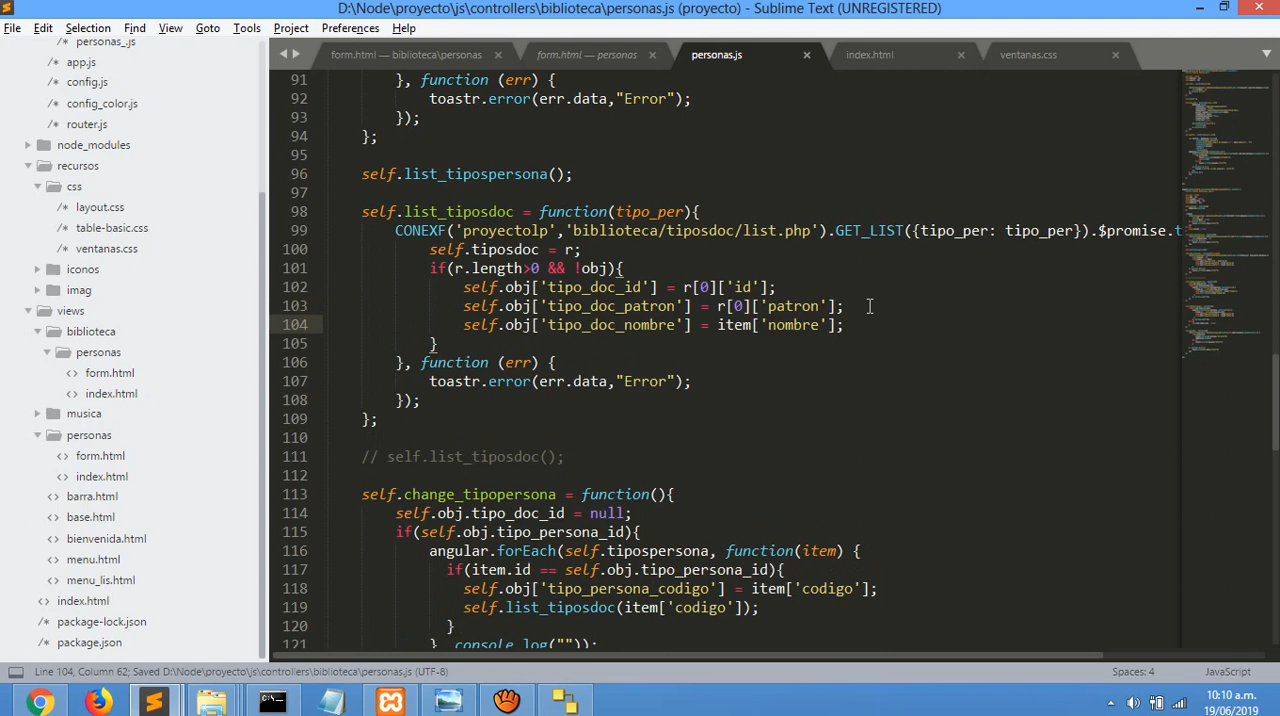 D:\Node\proyecto\js\controllers\biblioteca\personas.js (proyecto) - Sublime Text (UNREGISTERED)
File Edit Selection Find View Goto Tools Project Preferences Help
form.html — biblioteca\personas × form.html — personas × personas.js × index.html × ventanas.css ×
personas_.js
app.js
config.js
config_color.js
router.js
node_modules
recursos
css
layout.css
table-basic.css
ventanas.css
iconos
imag
views
biblioteca
personas
form.html
index.html
musica
personas
form.html
index.html
barra.html
base.html
bienvenida.html
menu.html
menu_lis.html
index.html
package-lock.json
package.json
91 }, function (err) {
92 toastr.error(err.data,"Error");
93 });
94 };
95
96 self.list_tipospersona();
97
98 self.list_tiposdoc = function(tipo_per){
99 CONEXF('proyectolp','biblioteca/tiposdoc/list.php').GET_LIST({tipo_per: tipo_per}).$promise.t
100 self.tiposdoc = r;
101 if(r.length>0 && !obj){
102 self.obj['tipo_doc_id'] = r[0]['id'];
103 self.obj['tipo_doc_patron'] = r[0]['patron'];
104 self.obj['tipo_doc_nombre'] = item['nombre'];
105 }
106 }, function (err) {
107 toastr.error(err.data,"Error");
108 });
109 };
110
111 // self.list_tiposdoc();
112
113 self.change_tipopersona = function(){
114 self.obj.tipo_doc_id = null;
115 if(self.obj.tipo_persona_id){
116 angular.forEach(self.tipospersona, function(item) {
117 if(item.id == self.obj.tipo_persona_id){
118 self.obj['tipo_persona_codigo'] = item['codigo'];
119 self.list_tiposdoc(item['codigo']);
120 }
121 }, console.log(""));
Line 104, Column 62; Saved D:\Node\proyecto\js\controllers\biblioteca\personas.js (UTF-8) Spaces: 4 JavaScript
10:10 a.m.
19/06/2019